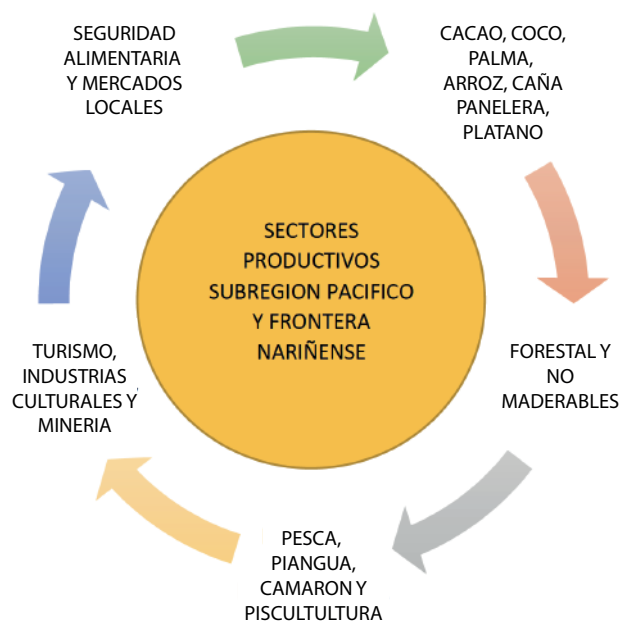 SEGURIDAD
ALIMENTARIA
Y MERCADOS
LOCALES
CACAO, COCO,
PALMA,
ARROZ, CAÑA
PANELERA,
PLATANO
SECTORES
PRODUCTIVOS
SUBREGION PACIFICO
Y FRONTERA
NARIÑENSE
TURISMO,
INDUSTRIAS
CULTURALES Y
MINERIA
FORESTAL Y
NO
MADERABLES
PESCA,
PIANGUA,
CAMARON Y
PISCULTULTURA